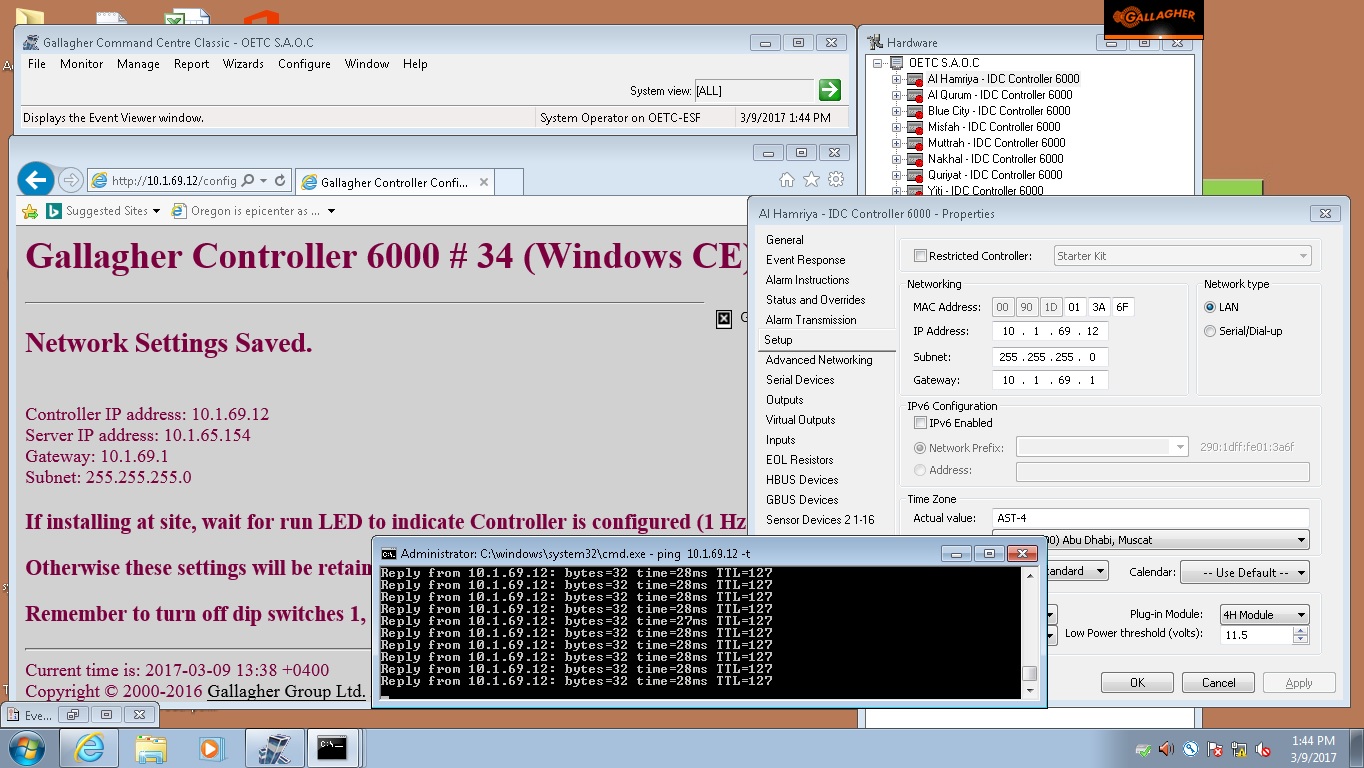 GALLAGHER
Gallagher Command Centre Classic - OETC S.A.O.C
File Monitor Manage Report Wizards Configure Window Help
System view: [ALL]
Displays the Event Viewer window. System Operator on OETC-ESF 3/9/2017 1:44 PM
Hardware
OETC S.A.O.C
Al Hamriya - IDC Controller 6000
Al Qurum - IDC Controller 6000
Blue City - IDC Controller 6000
Misfah - IDC Controller 6000
Muttrah - IDC Controller 6000
Nakhal - IDC Controller 6000
Quriyat - IDC Controller 6000
Yiti - IDC Controller 6000
http://10.1.69.12/config
Gallagher Controller Confi...
Suggested Sites
Oregon is epicenter as ...
Gallagher Controller 6000 # 34 (Windows CE)
G
Network Settings Saved.
Controller IP address: 10.1.69.12
Server IP address: 10.1.65.154
Gateway: 10.1.69.1
Subnet: 255.255.255.0
If installing at site, wait for run LED to indicate Controller is configured (1 Hz
Otherwise these settings will be retain
Remember to turn off dip switches 1,
Current time is: 2017-03-09 13:38 +0400
Copyright © 2000-2016 Gallagher Group Ltd.
Al Hamriya - IDC Controller 6000 - Properties
General
Event Response
Alarm Instructions
Status and Overrides
Alarm Transmission
Setup
Advanced Networking
Serial Devices
Outputs
Virtual Outputs
Inputs
EOL Resistors
HBUS Devices
GBUS Devices
Sensor Devices 2 1-16
Restricted Controller: Starter Kit
Networking
MAC Address: 00 90 1D 01 3A 6F
IP Address: 10 . 1 . 69 . 12
Subnet: 255 . 255 . 255 . 0
Gateway: 10 . 1 . 69 . 1
Network type
LAN
Serial/Dial-up
IPv6 Configuration
IPv6 Enabled
Network Prefix: 290:1dff:fe01:3a6f
Address:
Time Zone
Actual value: AST-4
00) Abu Dhabi, Muscat
tandard Calendar: -- Use Default --
Plug-in Module: 4H Module
Low Power threshold (volts): 11.5
OK Cancel Apply
Administrator: C:\windows\system32\cmd.exe - ping 10.1.69.12 -t
Reply from 10.1.69.12: bytes=32 time=28ms TTL=127
Reply from 10.1.69.12: bytes=32 time=28ms TTL=127
Reply from 10.1.69.12: bytes=32 time=28ms TTL=127
Reply from 10.1.69.12: bytes=32 time=28ms TTL=127
Reply from 10.1.69.12: bytes=32 time=27ms TTL=127
Reply from 10.1.69.12: bytes=32 time=28ms TTL=127
Reply from 10.1.69.12: bytes=32 time=28ms TTL=127
Reply from 10.1.69.12: bytes=32 time=28ms TTL=127
Reply from 10.1.69.12: bytes=32 time=28ms TTL=127
Reply from 10.1.69.12: bytes=32 time=28ms TTL=127
Eve...
1:44 PM
3/9/2017